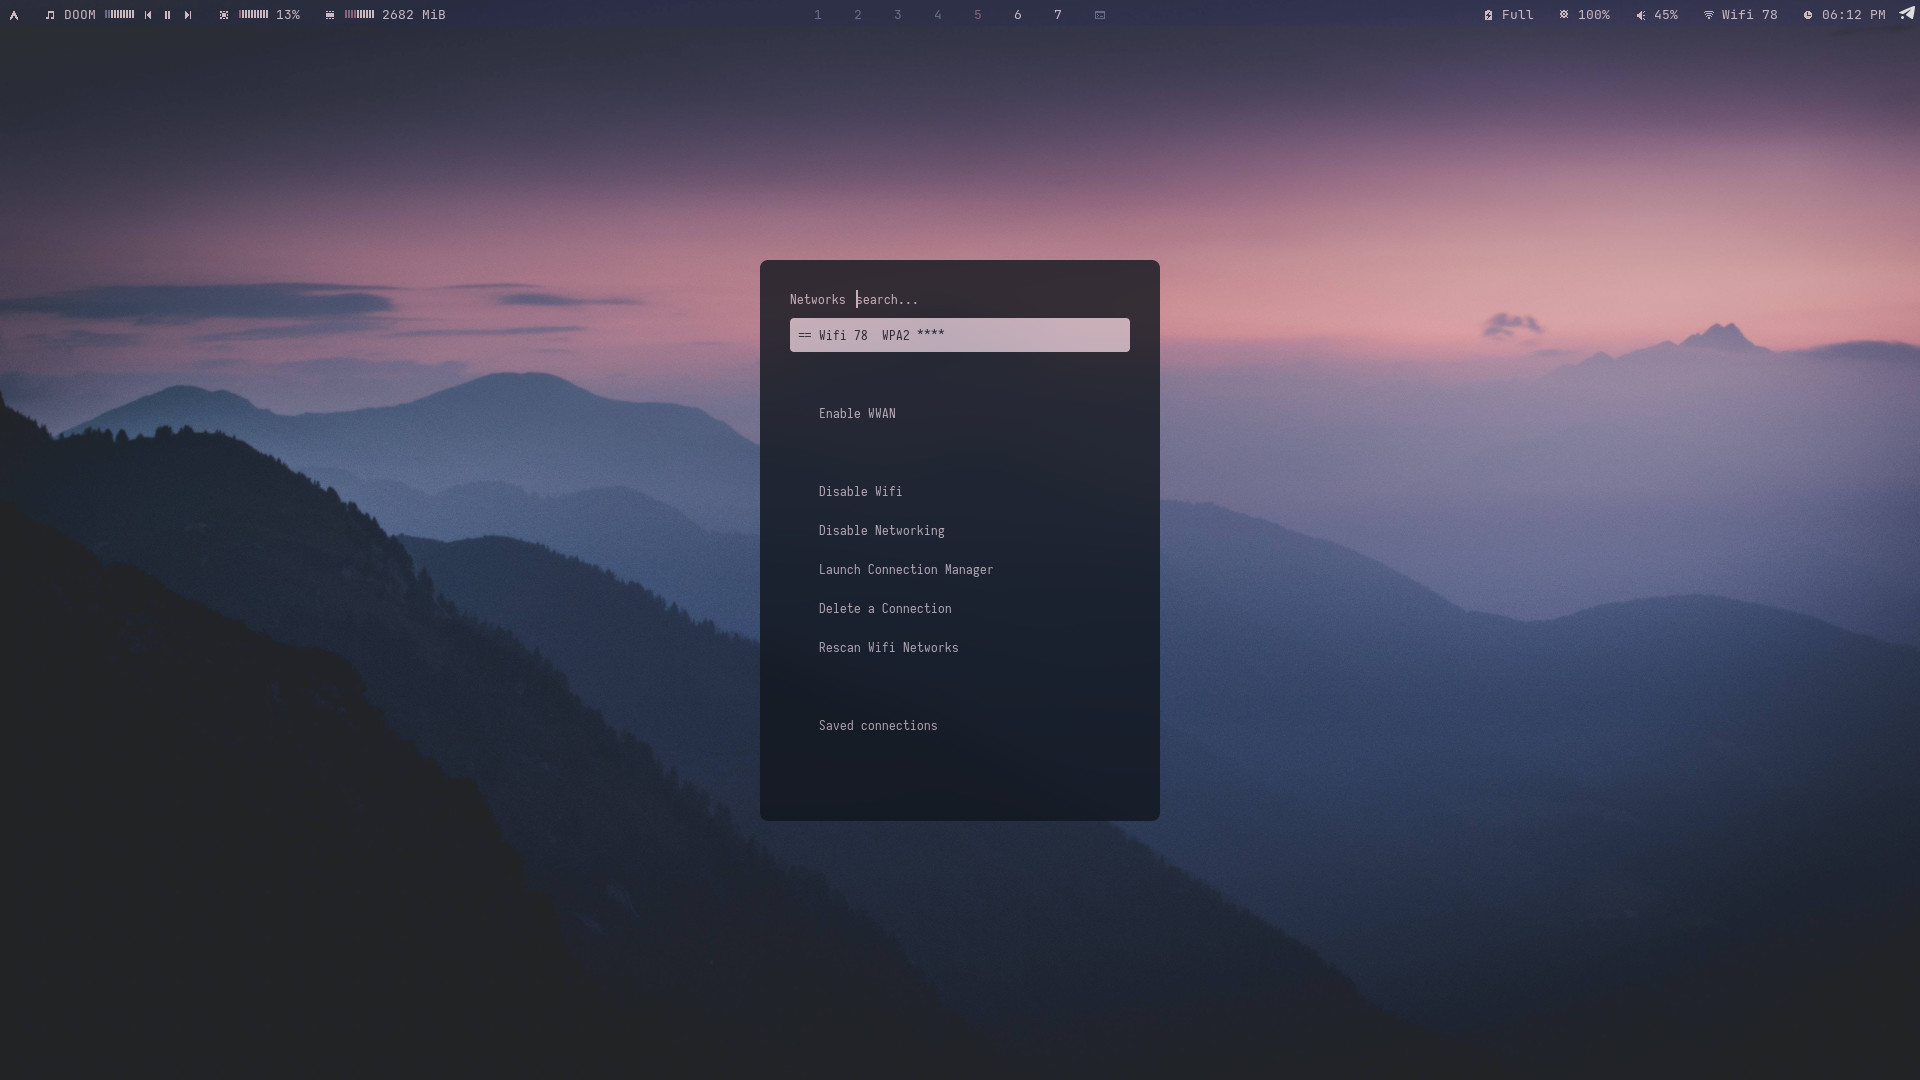 DOOM 13% 2682 MiB 1 2 3 4 5 6 7 Full 100% 45% Wifi 78 06:12 PM
Networks search...
== Wifi 78  WPA2 ****
Enable WWAN
Disable Wifi
Disable Networking
Launch Connection Manager
Delete a Connection
Rescan Wifi Networks
Saved connections